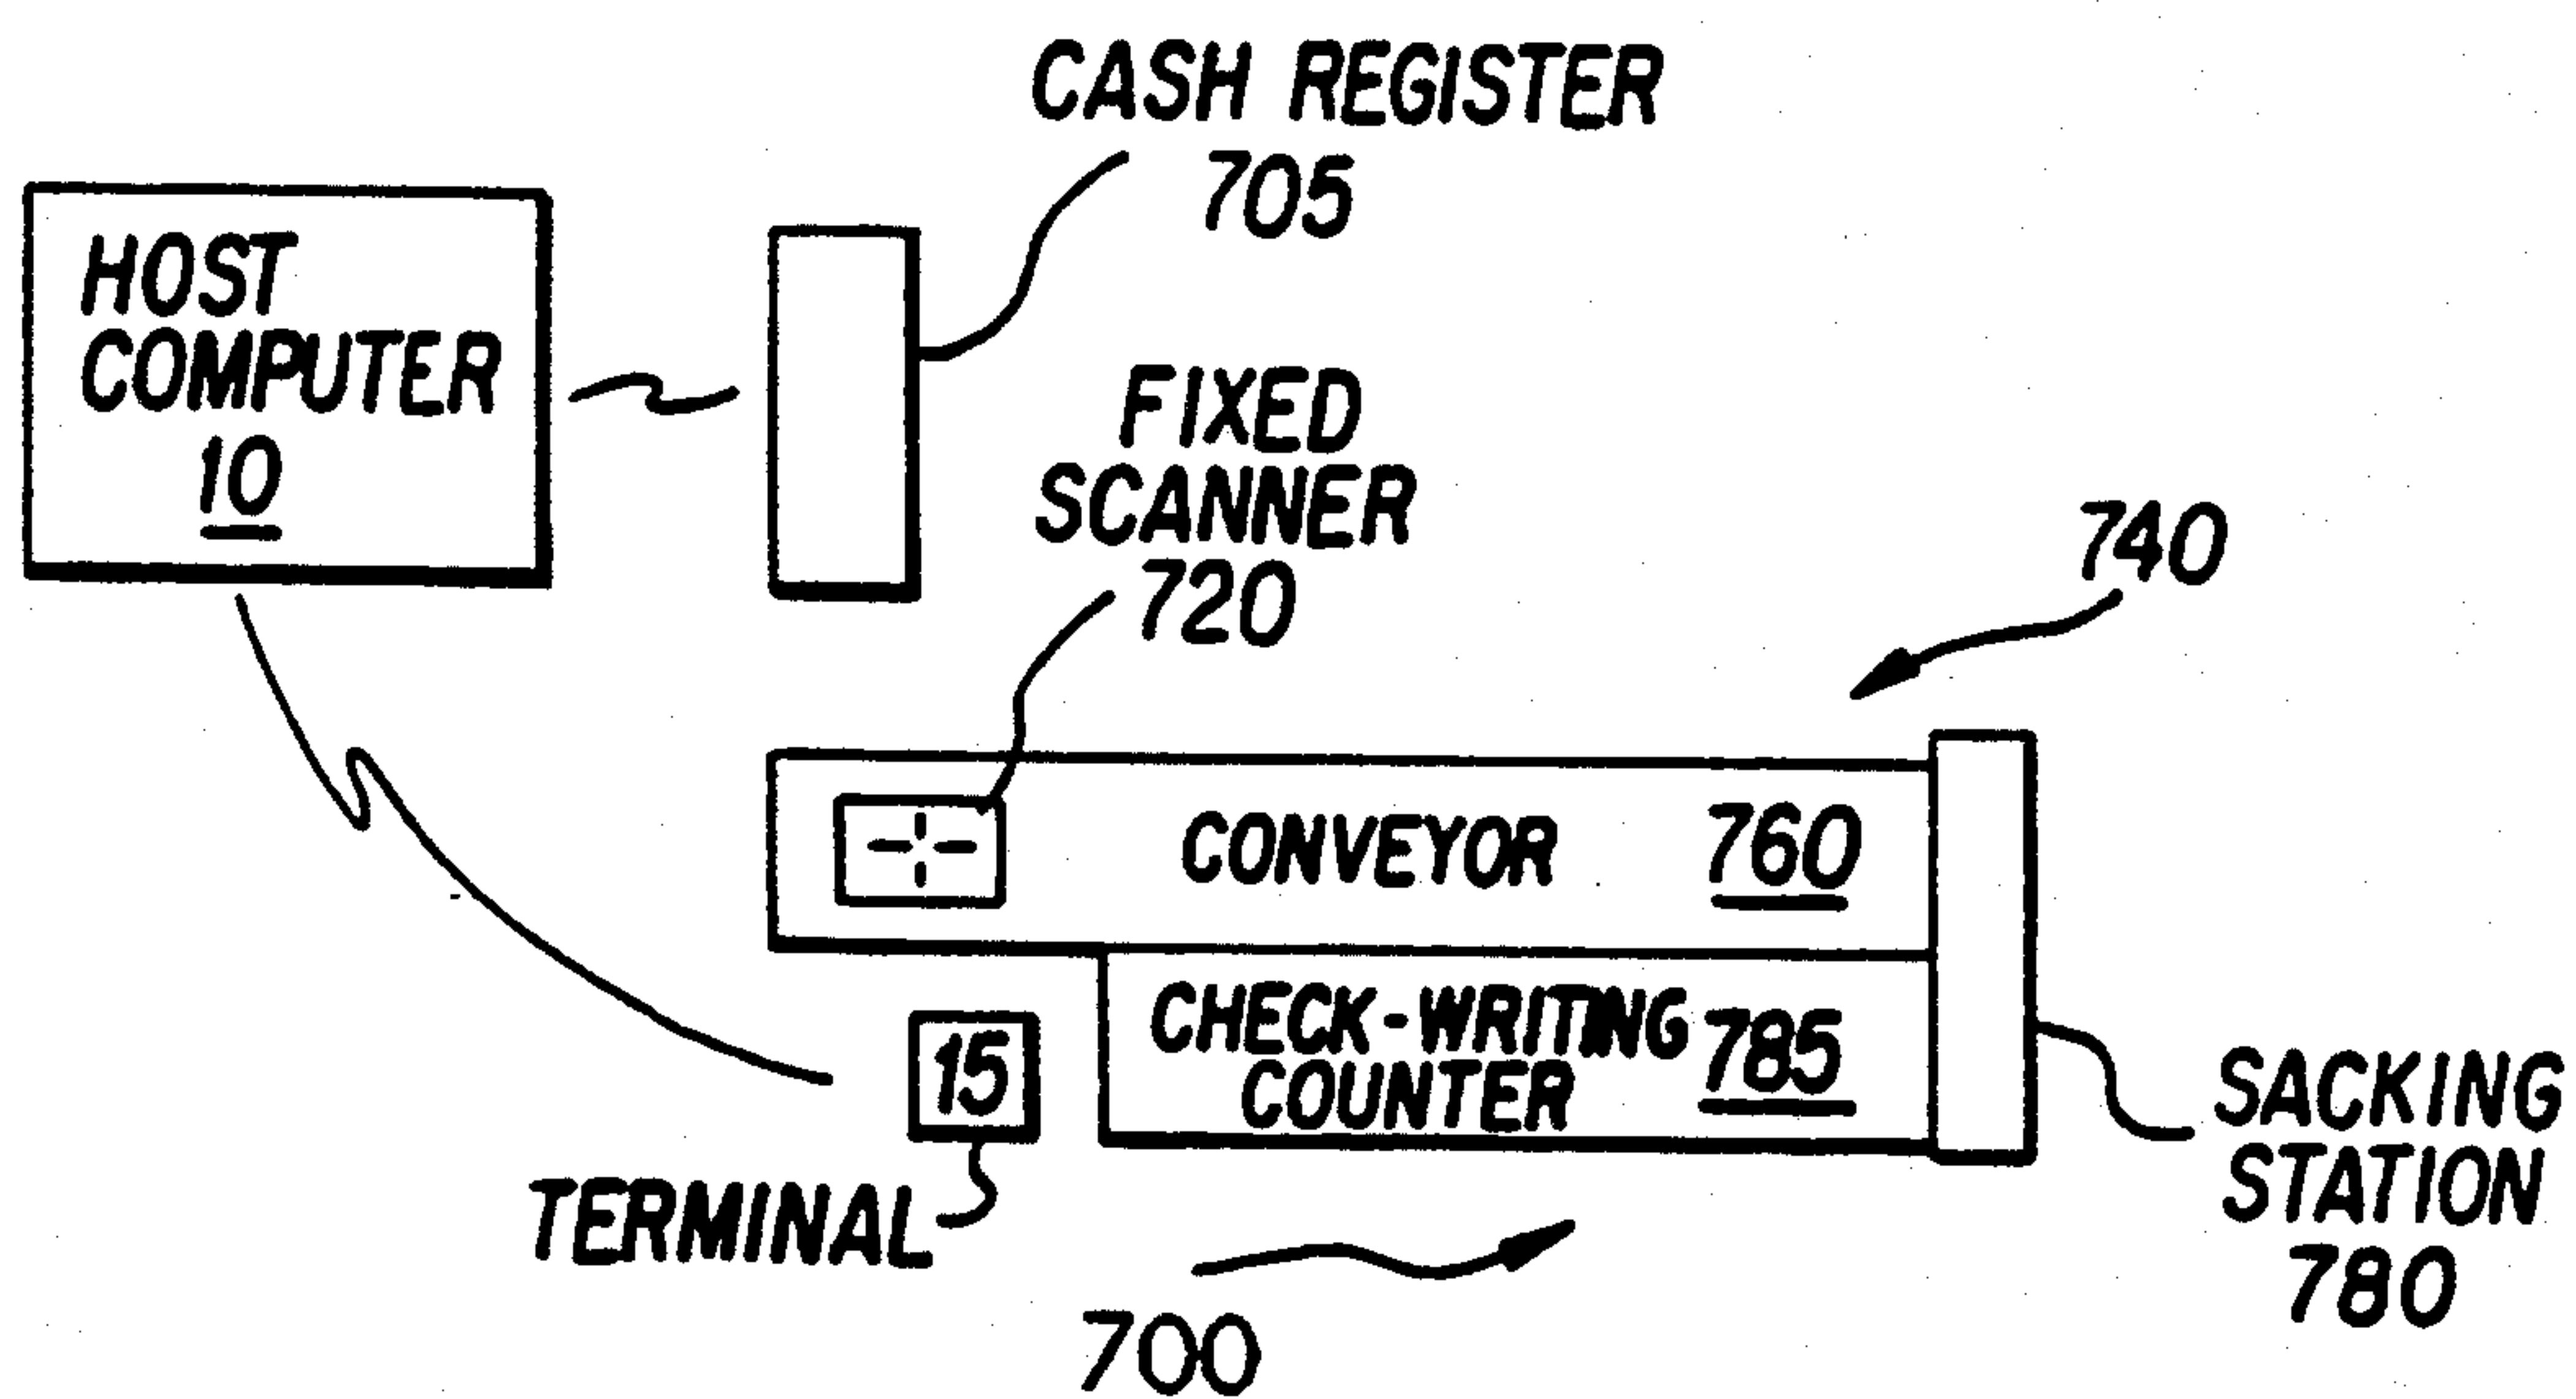 CASH REGISTER
705
HOST
COMPUTER
10
FIXED
SCANNER
720
740
CONVEYOR 760
CHECK-WRITING
COUNTER
785
15
TERMINAL
SACKING
STATION
780
700